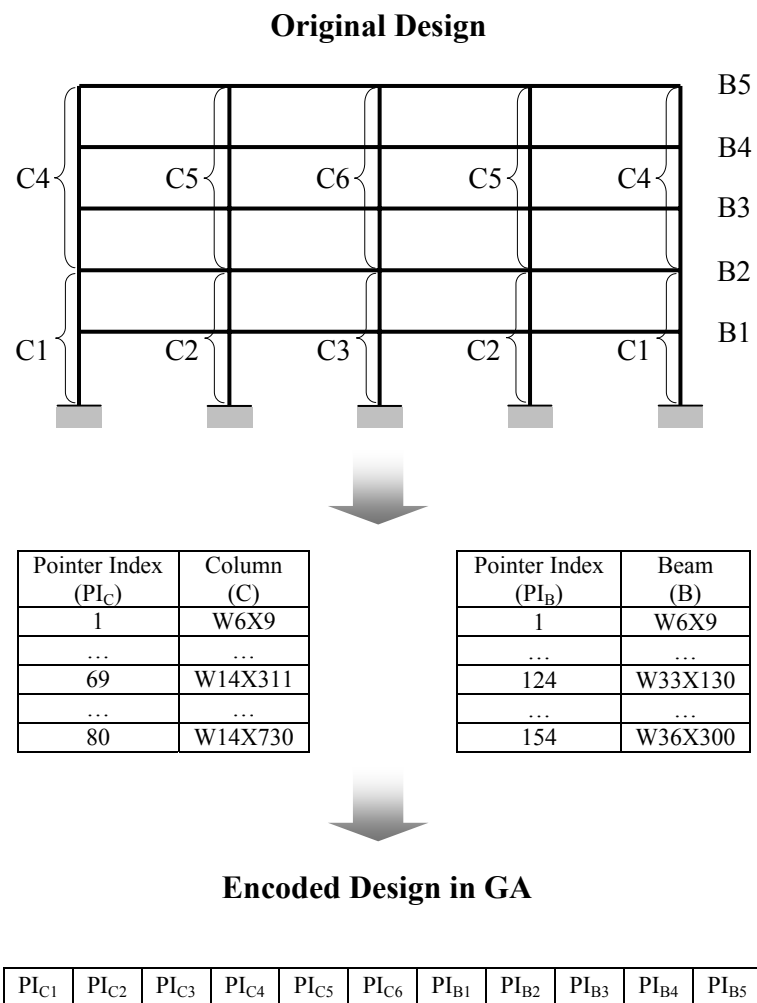 Original Design
B5
B4
C4 C5 C6 C5 C4
B3
B2
B1
C1 C2 C3 C2 C1
Pointer Index (PI_C) Column (C)
1 W6X9
… …
69 W14X311
… …
80 W14X730
Pointer Index (PI_B) Beam (B)
1 W6X9
… …
124 W33X130
… …
154 W36X300
Encoded Design in GA
PI_C1 PI_C2 PI_C3 PI_C4 PI_C5 PI_C6 PI_B1 PI_B2 PI_B3 PI_B4 PI_B5